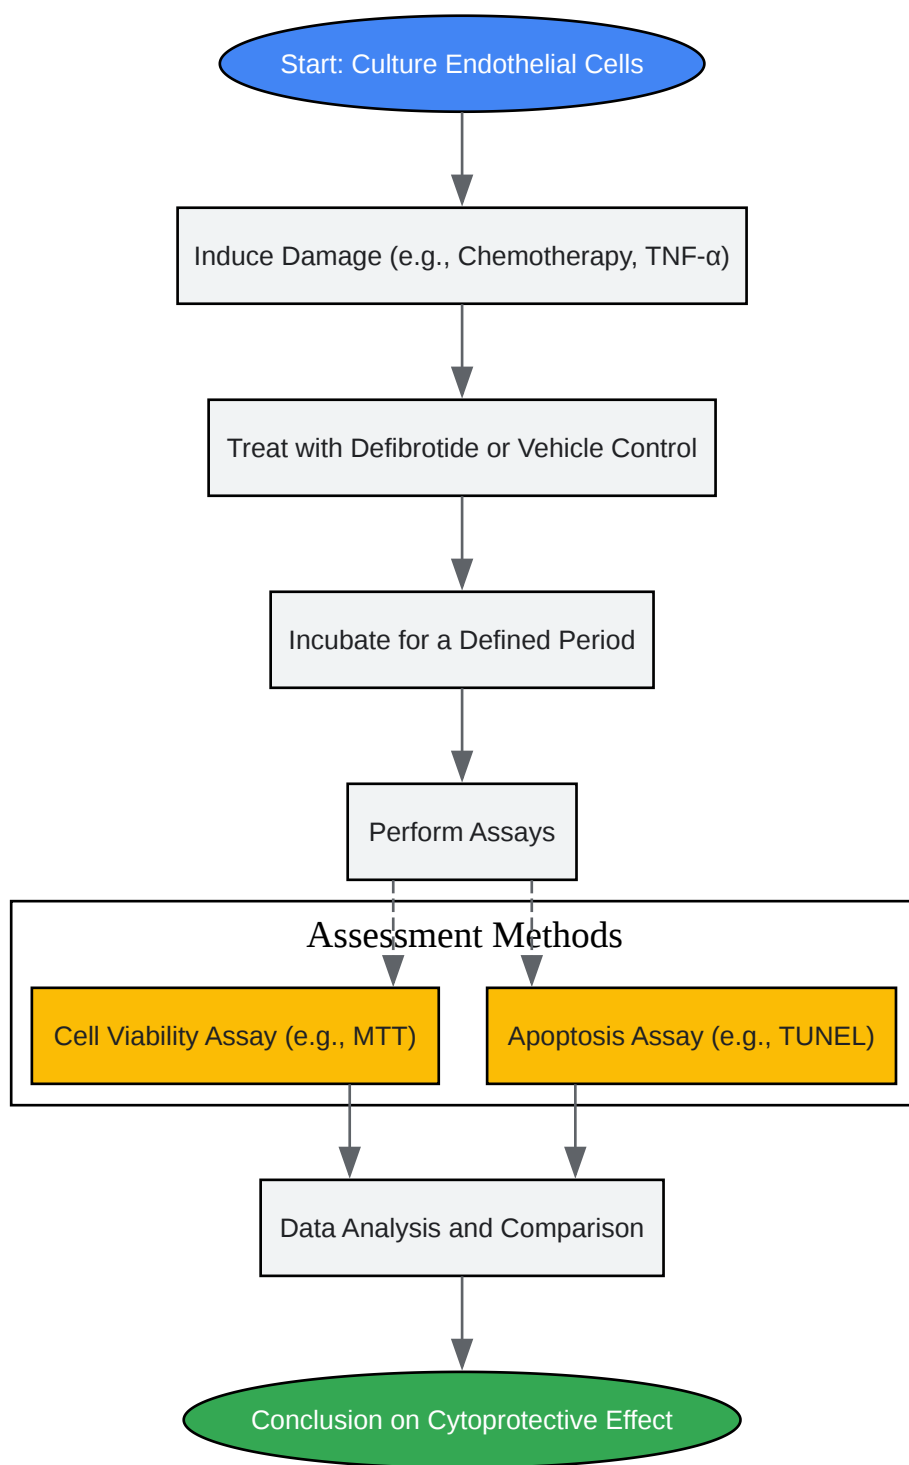 Start: Culture Endothelial Cells
Induce Damage (e.g., Chemotherapy, TNF-α)
Treat with Defibrotide or Vehicle Control
Incubate for a Defined Period
Perform Assays
Assessment Methods
Cell Viability Assay (e.g., MTT)
Apoptosis Assay (e.g., TUNEL)
Data Analysis and Comparison
Conclusion on Cytoprotective Effect